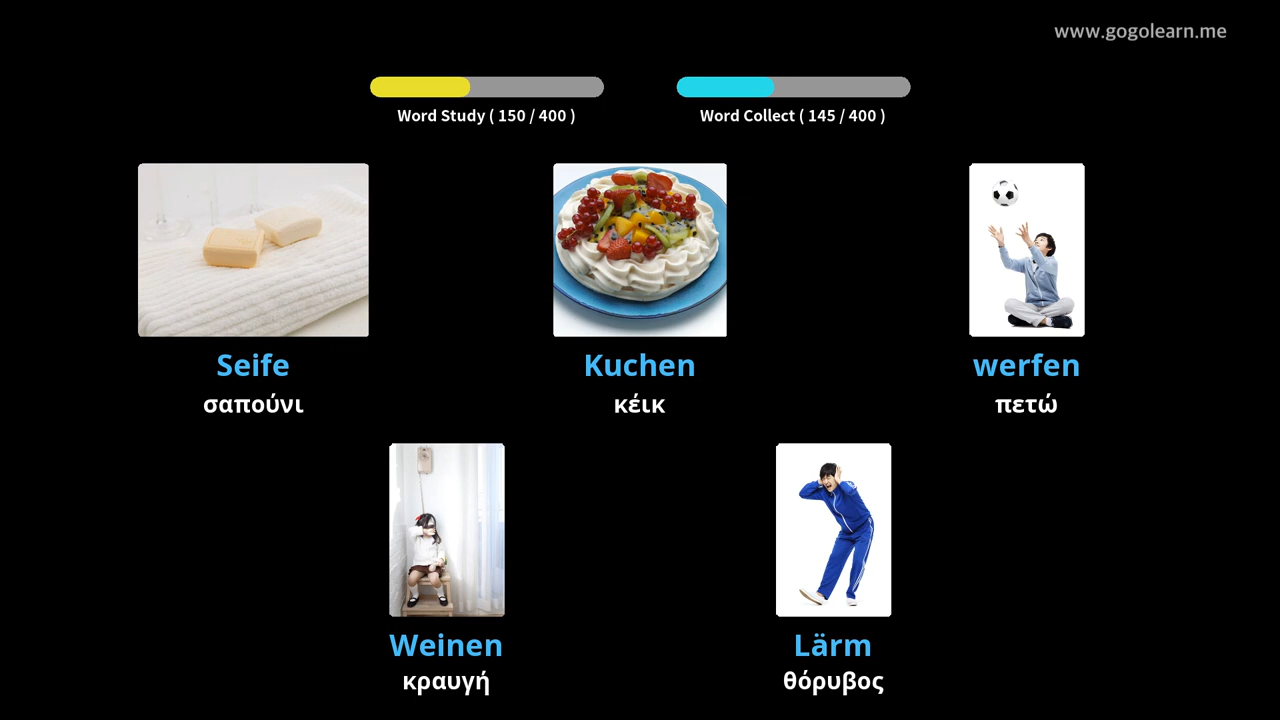 www.gogolearn.me
Word Study ( 150 / 400 )
Word Collect ( 145 / 400 )
Seife
σαπούνι
Kuchen
κέικ
werfen
πετώ
Weinen
κραυγή
Lärm
θόρυβος